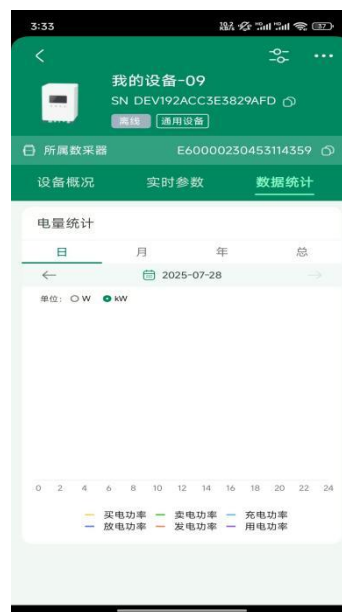 3:33
37
我的设备-09
SN DEV192ACC3E3829AFD
离线 通用设备
所属数采器 E60000230453114359
设备概况 实时参数 数据统计
电量统计
日 月 年 总
2025-07-28
单位: W kW
0 2 4 6 8 10 12 14 16 18 20 22 24
买电功率 卖电功率 充电功率
放电功率 发电功率 用电功率